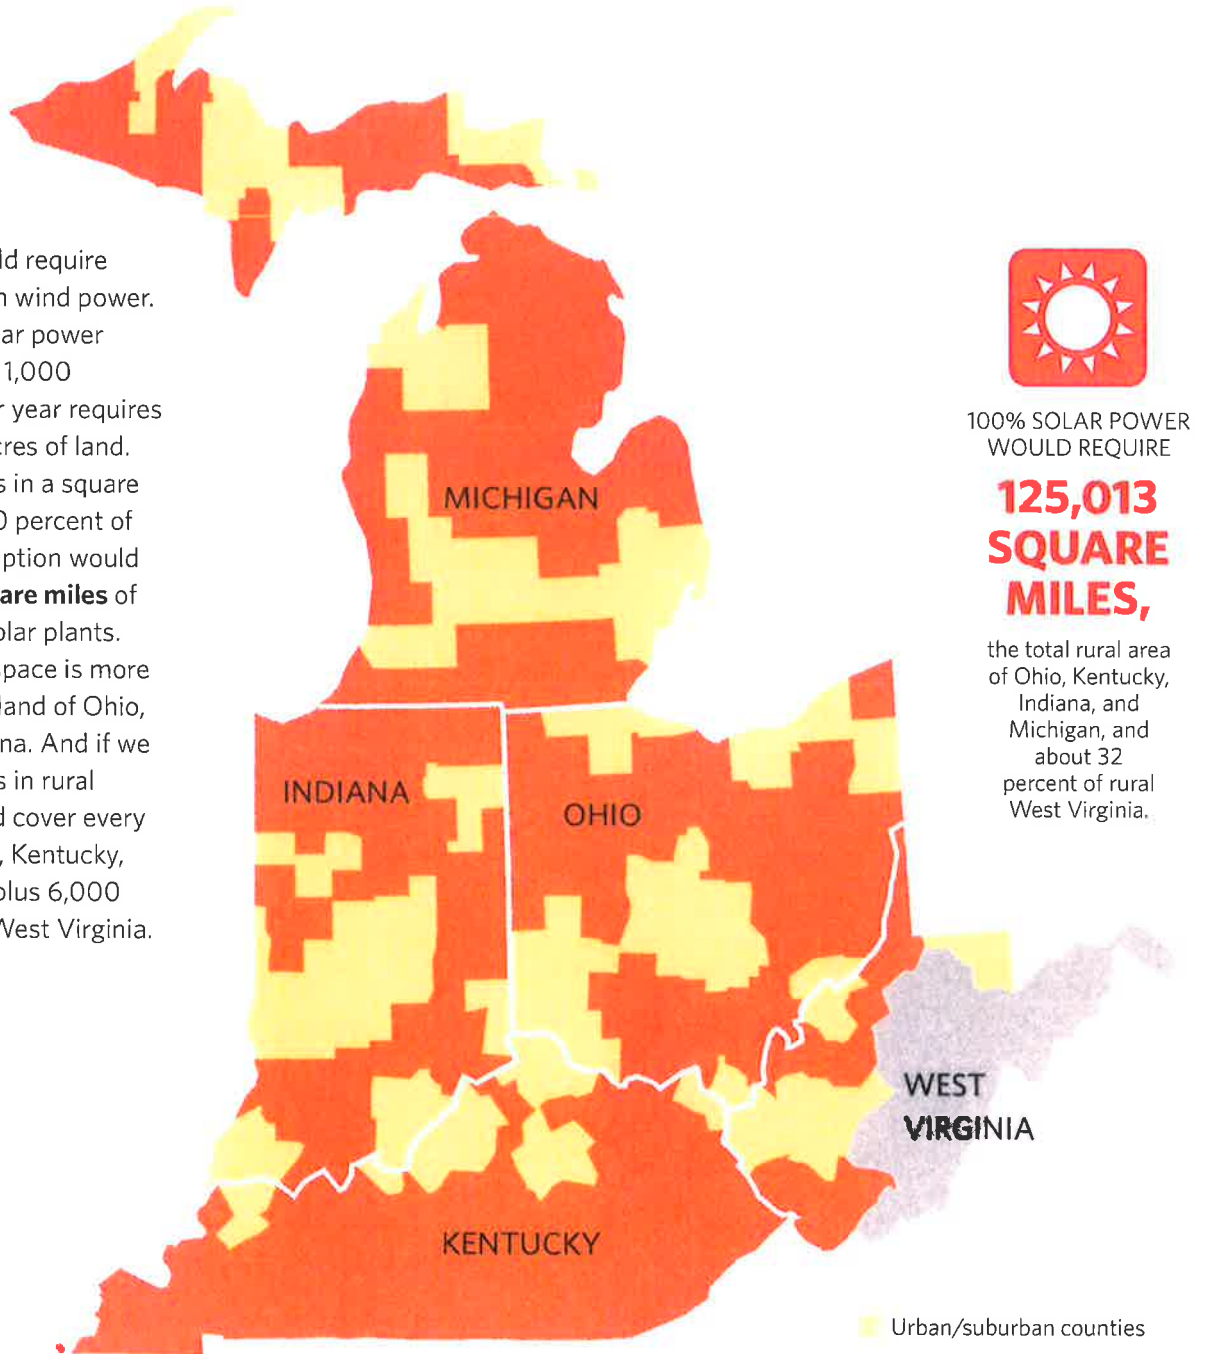 ld require
n wind power.
ar power
1,000
r year requires
cres of land.
s in a square
0 percent of
ption would
are miles of
olar plants.
space is more
land of Ohio,
na. And if we
s in rural
d cover every
, Kentucky,
plus 6,000
West Virginia.
MICHIGAN
INDIANA
OHIO
WEST
VIRGINIA
KENTUCKY
100% SOLAR POWER
WOULD REQUIRE
125,013
SQUARE
MILES,
the total rural area
of Ohio, Kentucky,
Indiana, and
Michigan, and
about 32
percent of rural
West Virginia.
Urban/suburban counties